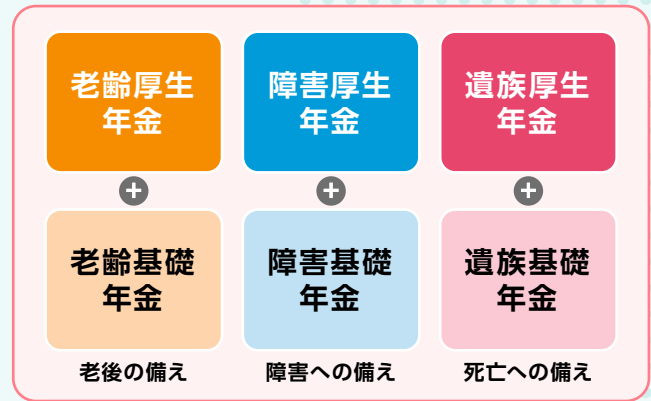 老齢厚生
年金
障害厚生
年金
遺族厚生
年金
+
+
+
老齢基礎
年金
障害基礎
年金
遺族基礎
年金
老後の備え
障害への備え
死亡への備え